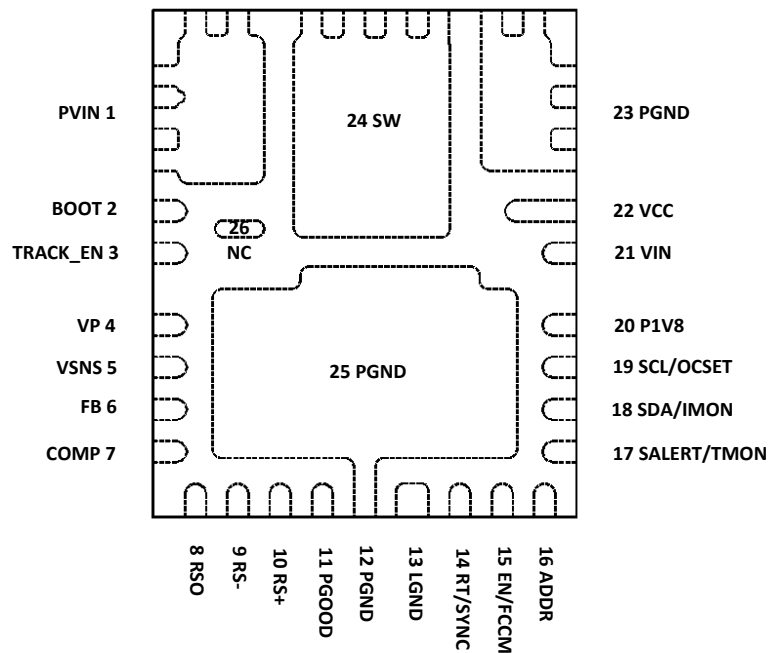 PVIN 1
24 SW
23 PGND
BOOT 2
26
NC
22 VCC
TRACK_EN 3
21 VIN
VP 4
20 P1V8
VSNS 5
25 PGND
19 SCL/OCSET
FB 6
18 SDA/IMON
COMP 7
17 SALERT/TMON
8 RSO
9 RS-
10 RS+
11 PGOOD
12 PGND
13 LGND
14 RT/SYNC
15 EN/FCCM
16 ADDR